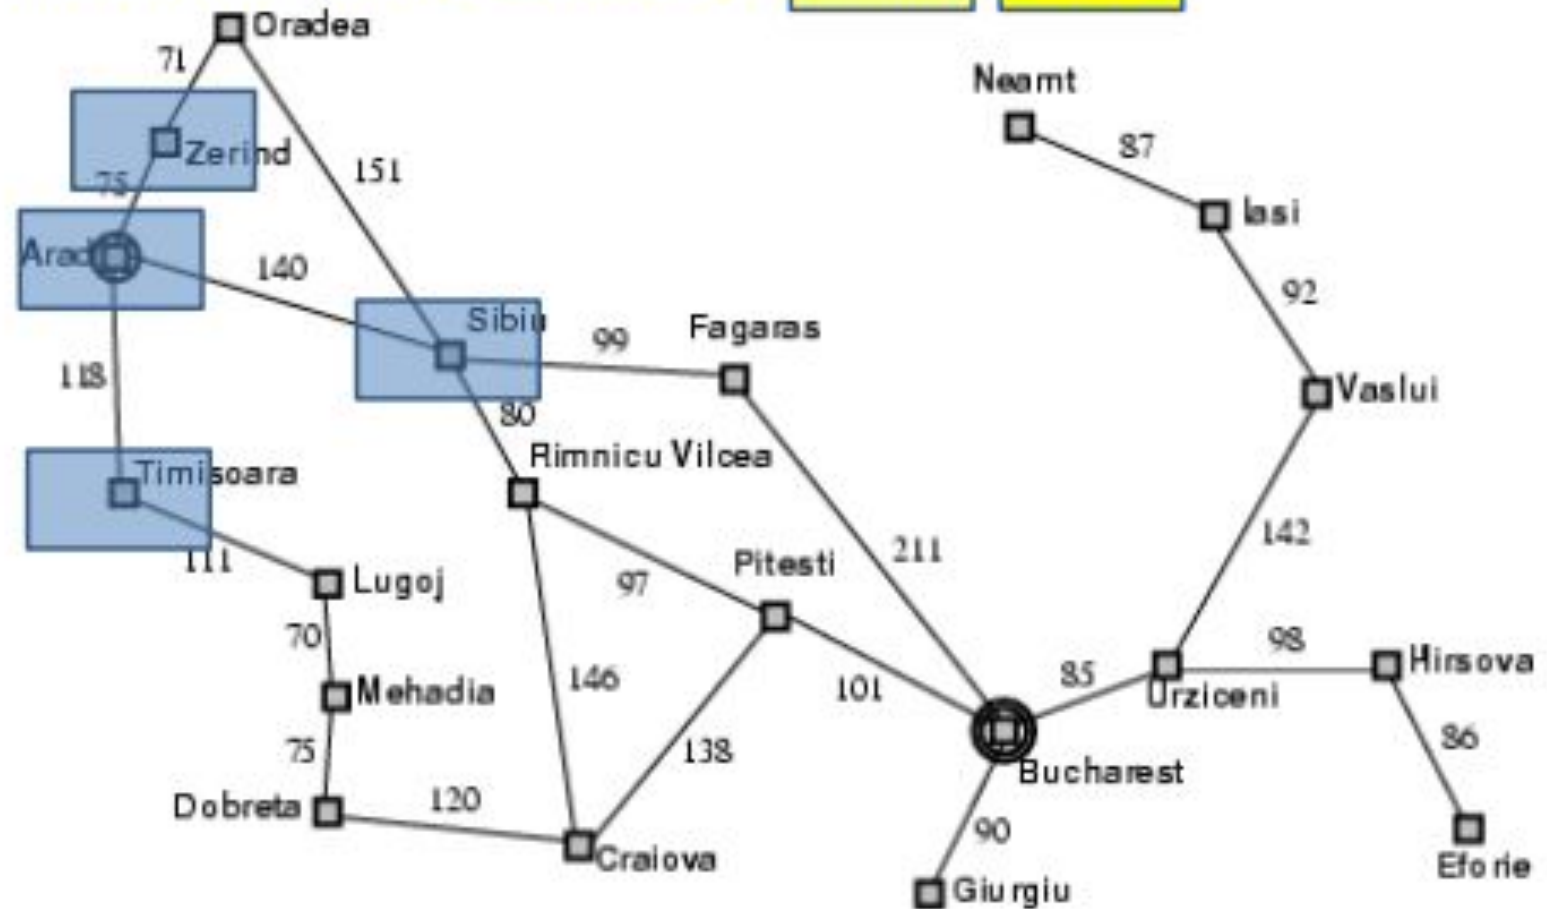 Oradea
71
Neamt
87
Zerind
151
75
Iasi
Arad
140
92
Sibiu
Fagaras
99
118
Vaslui
80
Rimnicu Vilcea
Timisoara
142
211
111
Pitesti
Lugoj
97
70
98
Hirsova
146
85
Mehadia
101
Urziceni
86
75
138
Bucharest
Dobreta
120
90
Craiova
Eforie
Giurgiu